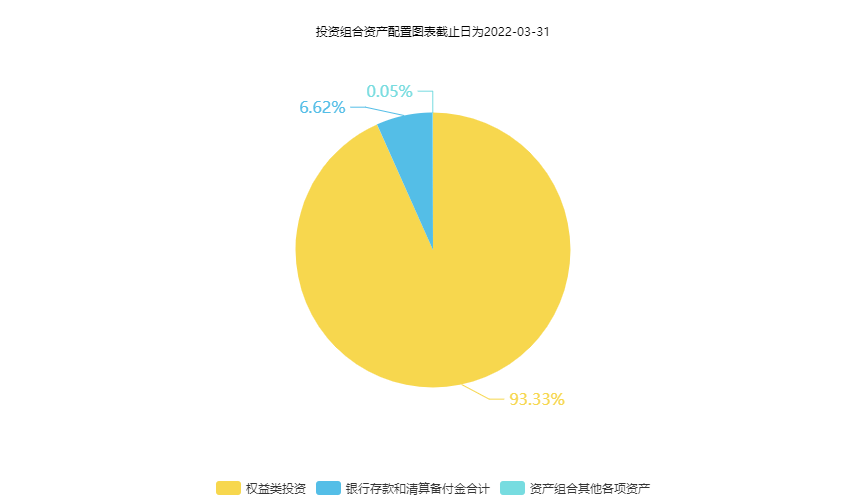 投资组合资产配置图表截止日为2022-03-31
0.05%
6.62%
93.33%
权益类投资
银行存款和清算备付金合计
资产组合其他各项资产